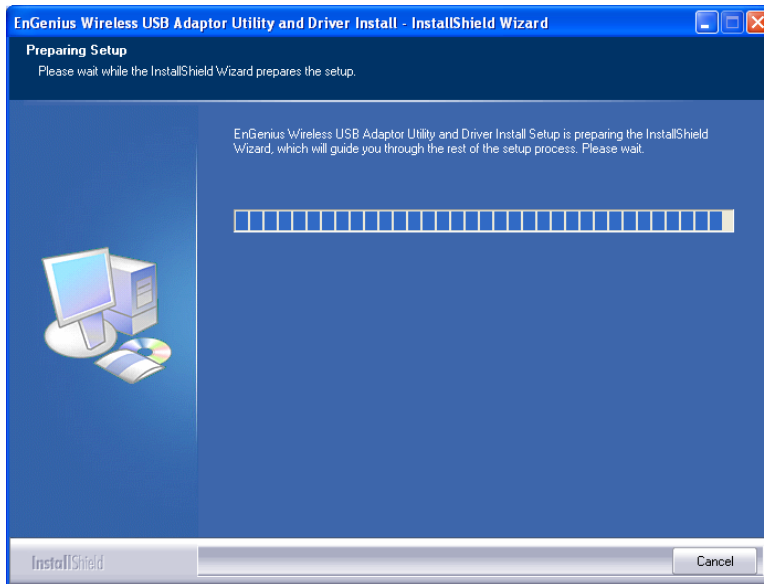 EnGenius Wireless USB Adaptor Utility and Driver Install - InstallShield Wizard
Preparing Setup
Please wait while the InstallShield Wizard prepares the setup.
EnGenius Wireless USB Adaptor Utility and Driver Install Setup is preparing the InstallShield
Wizard, which will guide you through the rest of the setup process. Please wait.
InstallShield
Cancel